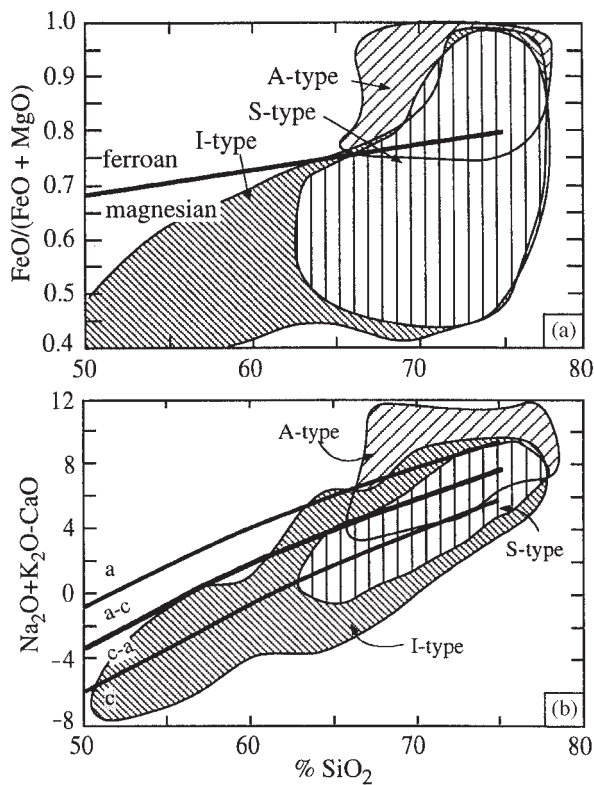 1.0
0.9
0.8
0.7
0.6
0.5
0.4
FeO/(FeO + MgO)
A-type
S-type
I-type
ferroan
magnesian
(a)
50
60
70
80
12
8
4
0
-4
-8
Na₂O+K₂O-CaO
A-type
S-type
I-type
a
a-c
c-a
c
(b)
50
60
70
80
% SiO₂